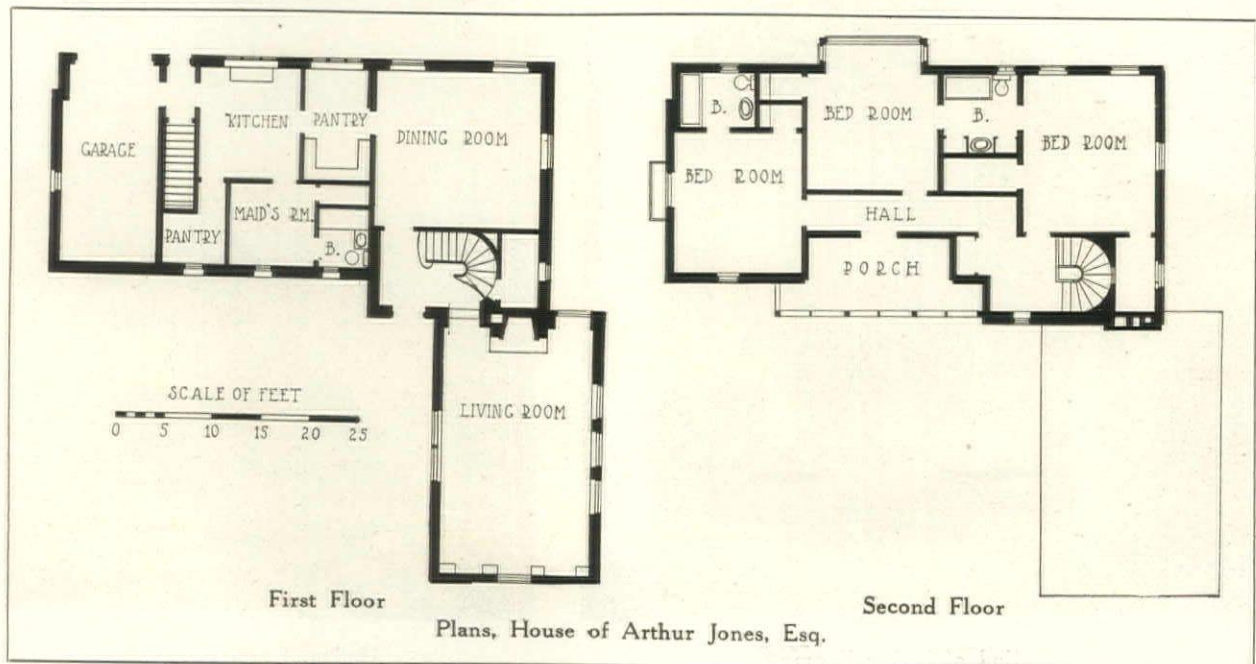 GARAGE
KITCHEN
PANTRY
DINING ROOM
MAID'S RM.
PANTRY
B.
LIVING ROOM
SCALE OF FEET
0 5 10 15 20 25
First Floor
B.
BED ROOM
B.
BED ROOM
BED ROOM
HALL
PORCH
Second Floor
Plans, House of Arthur Jones, Esq.